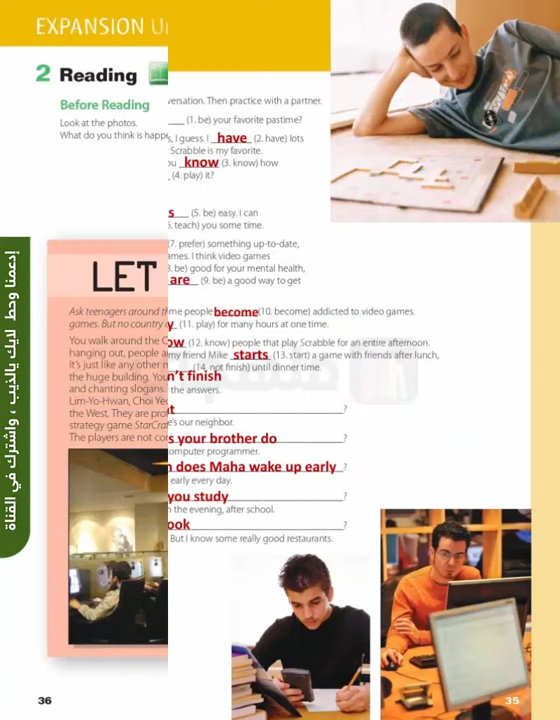 EXPANSION U
2 Reading
Before Reading
Look at the photos.
What do you think is happ
ersation. Then practice with a partner.
(1. be) your favorite pastime?
s, I guess. I have (2. have) lots
Scrabble is my favorite.
know (3. know) how
(4. play) it?
s (5. be) easy. I can
teach) you some time.
(7. prefer) something up-to-date,
ames. I think video games
be) good for your mental health,
are (9. be) a good way to get
me people become (10. become) addicted to video games.
y (11. play) for many hours at one time.
ow (12. know) people that play Scrabble for an entire afternoon.
my friend Mike starts (13. start) a game with friends after lunch,
(14. not finish) until dinner time.
n't finish
the answers.
at ?
e's our neighbor.
s your brother do ?
omputer programmer.
n does Maha wake up early ?
early every day.
you study ?
n the evening, after school.
ook ?
But I know some really good restaurants.
LET
Ask teenagers around th
games. But no country
You walk around the C
hanging out, people a
It's just like any other n
the huge building. You
and chanting slogans.
Lim-Yo-Hwan, Choi Yeo
the West. They are prof
strategy game StarCraf
The players are not co
إدعمنا وحط لايك يالذيب ، واشترك في القناة
36
35